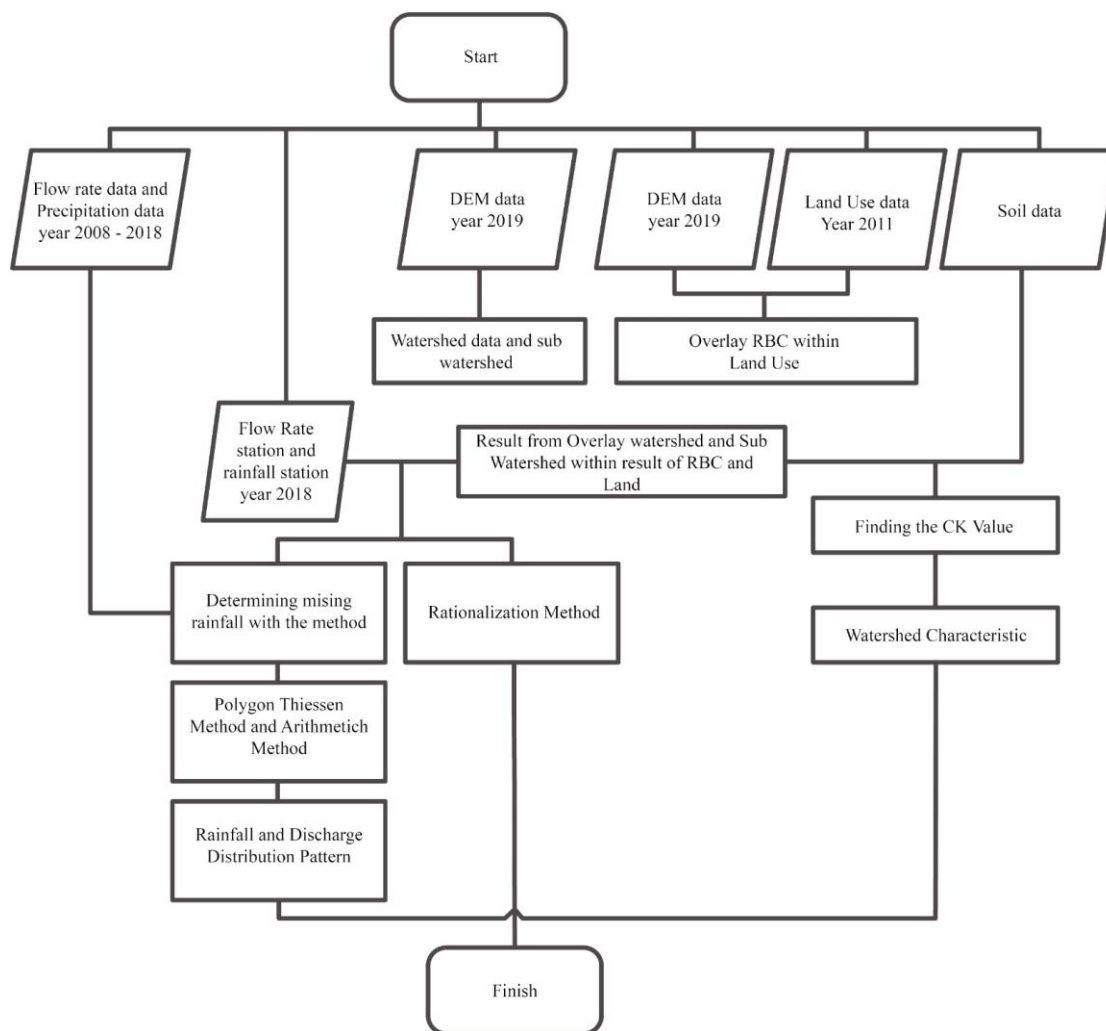 Start
Flow rate data and
Precipitation data
year 2008 - 2018
DEM data
year 2019
DEM data
year 2019
Land Use data
Year 2011
Soil data
Watershed data and sub
watershed
Overlay RBC within
Land Use
Flow Rate
station and
rainfall station
year 2018
Result from Overlay watershed and Sub
Watershed within result of RBC and
Land
Finding the CK Value
Determining mising
rainfall with the method
Rationalization Method
Watershed Characteristic
Polygon Thiessen
Method and Arithmetich
Method
Rainfall and Discharge
Distribution Pattern
Finish